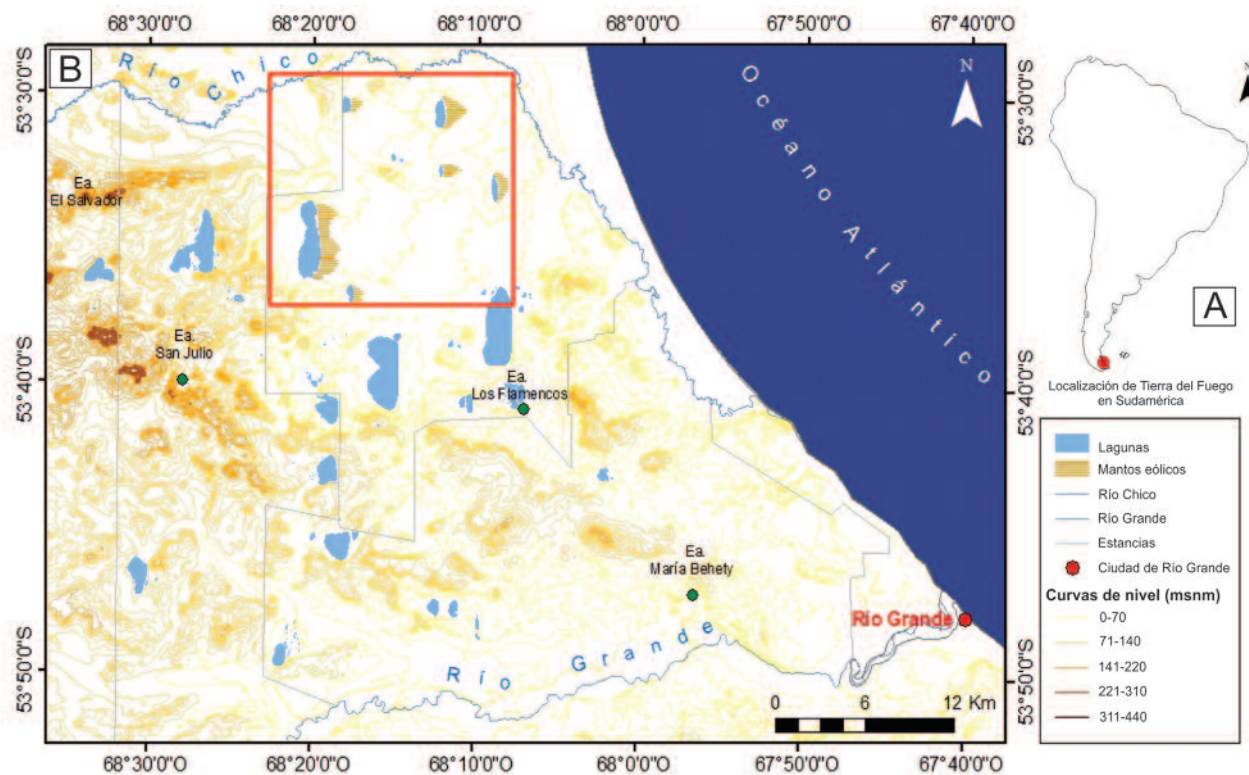 68°30'0"O
68°20'0"O
68°10'0"O
68°0'0"O
67°50'0"O
67°40'0"O
B
Río Chico
53°30'0"S
53°30'0"S
N
N
Ea.
El Salvador
Océano Atlántico
A
Ea.
San Julio
Ea.
Los Flamencos
53°40'0"S
53°40'0"S
Localización de Tierra del Fuego
en Sudamérica
Lagunas
Mantos eólicos
Río Chico
Río Grande
Estancias
Ciudad de Río Grande
Curvas de nivel (msnm)
0-70
71-140
141-220
221-310
311-440
Ea.
María Behety
Río Grande
Río Grande
53°50'0"S
53°50'0"S
0 6 12 Km
68°30'0"O
68°20'0"O
68°10'0"O
68°0'0"O
67°50'0"O
67°40'0"O